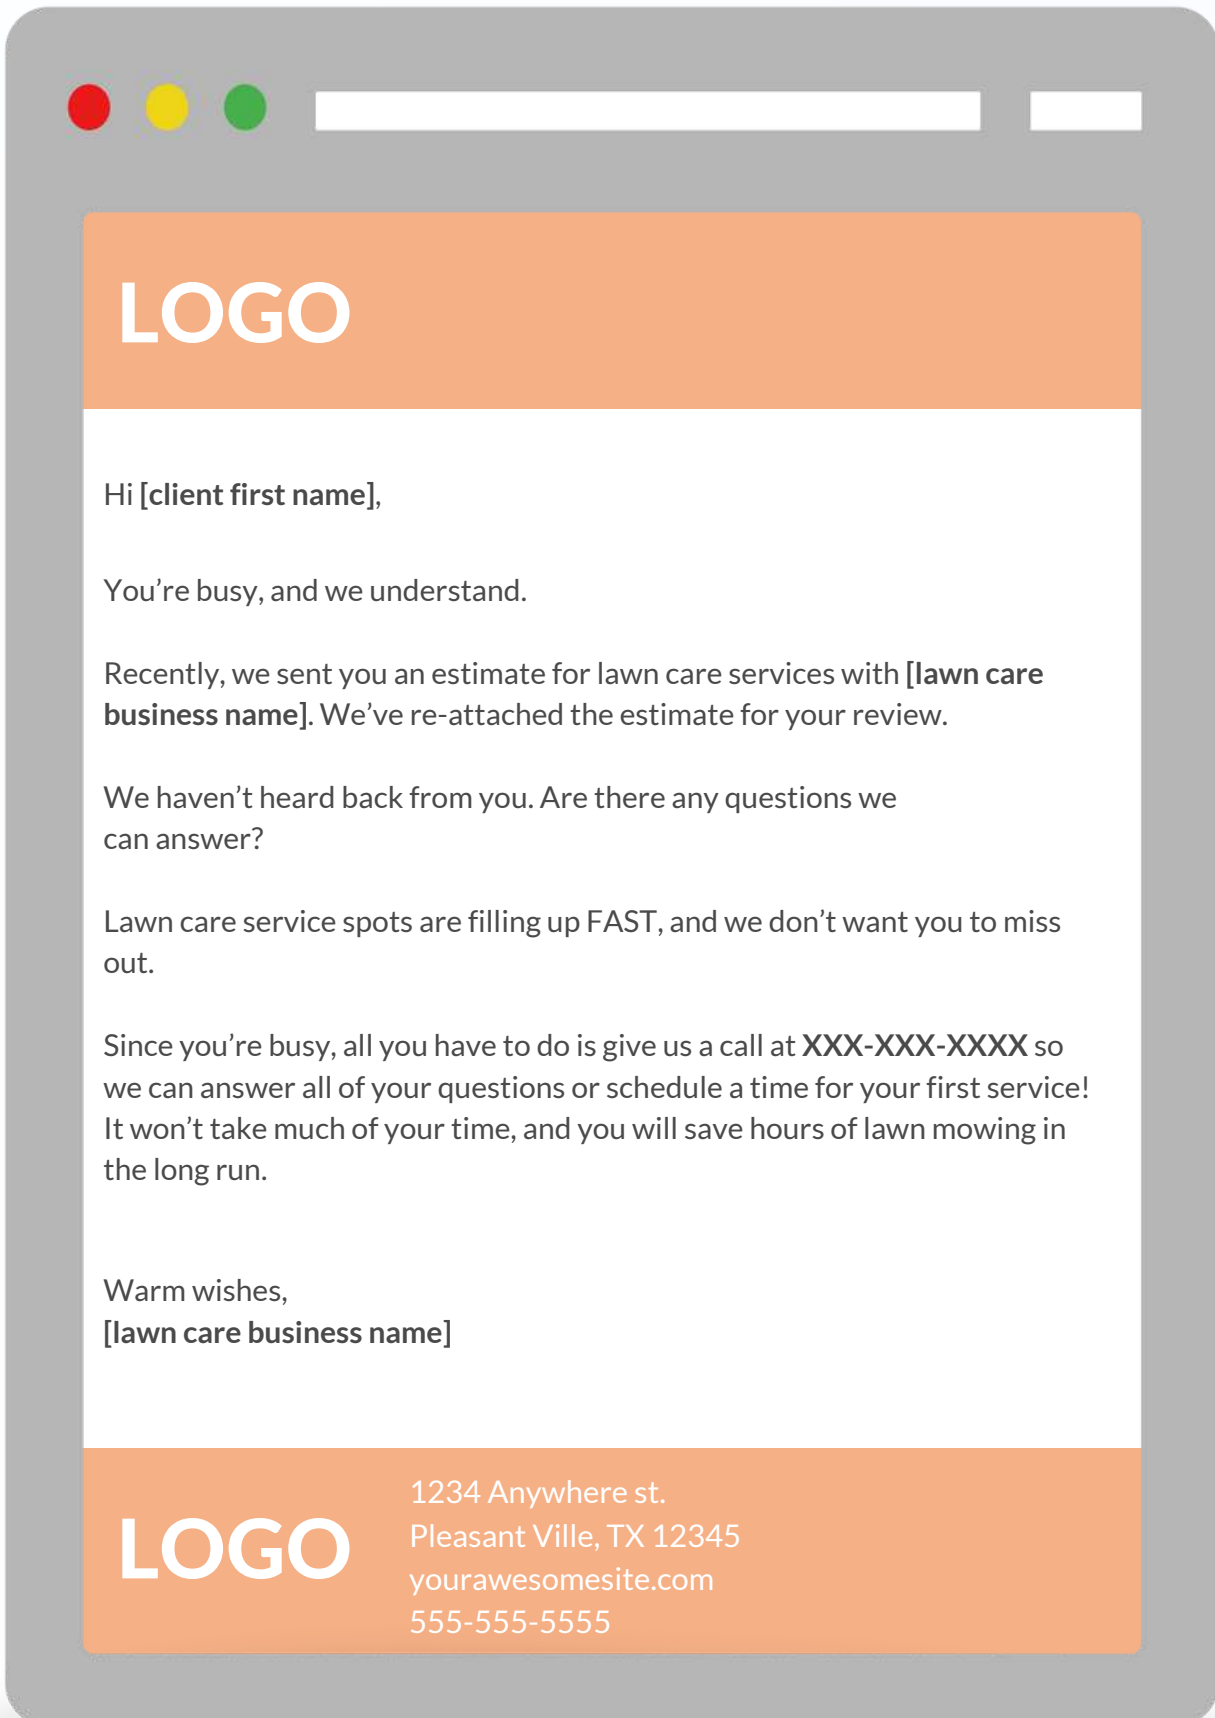 LOGO
Hi [client first name],
You’re busy, and we understand.
Recently, we sent you an estimate for lawn care services with [lawn care
business name]. We’ve re-attached the estimate for your review.
We haven’t heard back from you. Are there any questions we
can answer?
Lawn care service spots are filling up FAST, and we don’t want you to miss
out.
Since you’re busy, all you have to do is give us a call at XXX-XXX-XXXX so
we can answer all of your questions or schedule a time for your first service!
It won’t take much of your time, and you will save hours of lawn mowing in
the long run.
Warm wishes,
[lawn care business name]
LOGO
1234 Anywhere st.
Pleasant Ville, TX 12345
yourawesomesite.com
555-555-5555